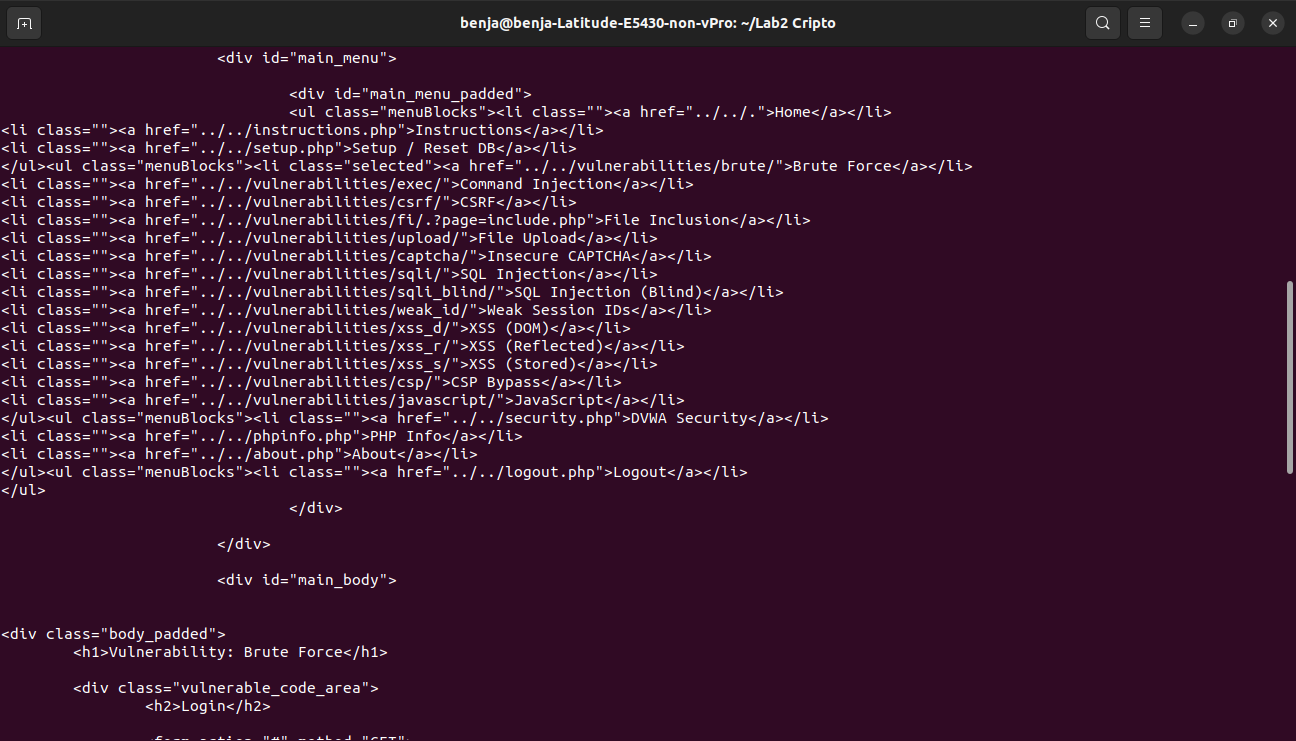 benja@benja-Latitude-E5430-non-vPro: ~/Lab2 Cripto
<div id="main_menu">
<div id="main_menu_padded">
<ul class="menuBlocks"><li class=""><a href="../../.">Home</a></li>
<li class=""><a href="../../instructions.php">Instructions</a></li>
<li class=""><a href="../../setup.php">Setup / Reset DB</a></li>
</ul><ul class="menuBlocks"><li class="selected"><a href="../../vulnerabilities/brute/">Brute Force</a></li>
<li class=""><a href="../../vulnerabilities/exec/">Command Injection</a></li>
<li class=""><a href="../../vulnerabilities/csrf/">CSRF</a></li>
<li class=""><a href="../../vulnerabilities/fi/.?page=include.php">File Inclusion</a></li>
<li class=""><a href="../../vulnerabilities/upload/">File Upload</a></li>
<li class=""><a href="../../vulnerabilities/captcha/">Insecure CAPTCHA</a></li>
<li class=""><a href="../../vulnerabilities/sqli/">SQL Injection</a></li>
<li class=""><a href="../../vulnerabilities/sqli_blind/">SQL Injection (Blind)</a></li>
<li class=""><a href="../../vulnerabilities/weak_id/">Weak Session IDs</a></li>
<li class=""><a href="../../vulnerabilities/xss_d/">XSS (DOM)</a></li>
<li class=""><a href="../../vulnerabilities/xss_r/">XSS (Reflected)</a></li>
<li class=""><a href="../../vulnerabilities/xss_s/">XSS (Stored)</a></li>
<li class=""><a href="../../vulnerabilities/csp/">CSP Bypass</a></li>
<li class=""><a href="../../vulnerabilities/javascript/">JavaScript</a></li>
</ul><ul class="menuBlocks"><li class=""><a href="../../security.php">DVWA Security</a></li>
<li class=""><a href="../../phpinfo.php">PHP Info</a></li>
<li class=""><a href="../../about.php">About</a></li>
</ul><ul class="menuBlocks"><li class=""><a href="../../logout.php">Logout</a></li>
</ul>
</div>
</div>
<div id="main_body">
<div class="body_padded">
<h1>Vulnerability: Brute Force</h1>
<div class="vulnerable_code_area">
<h2>Login</h2>
<form action="#" method="GET">